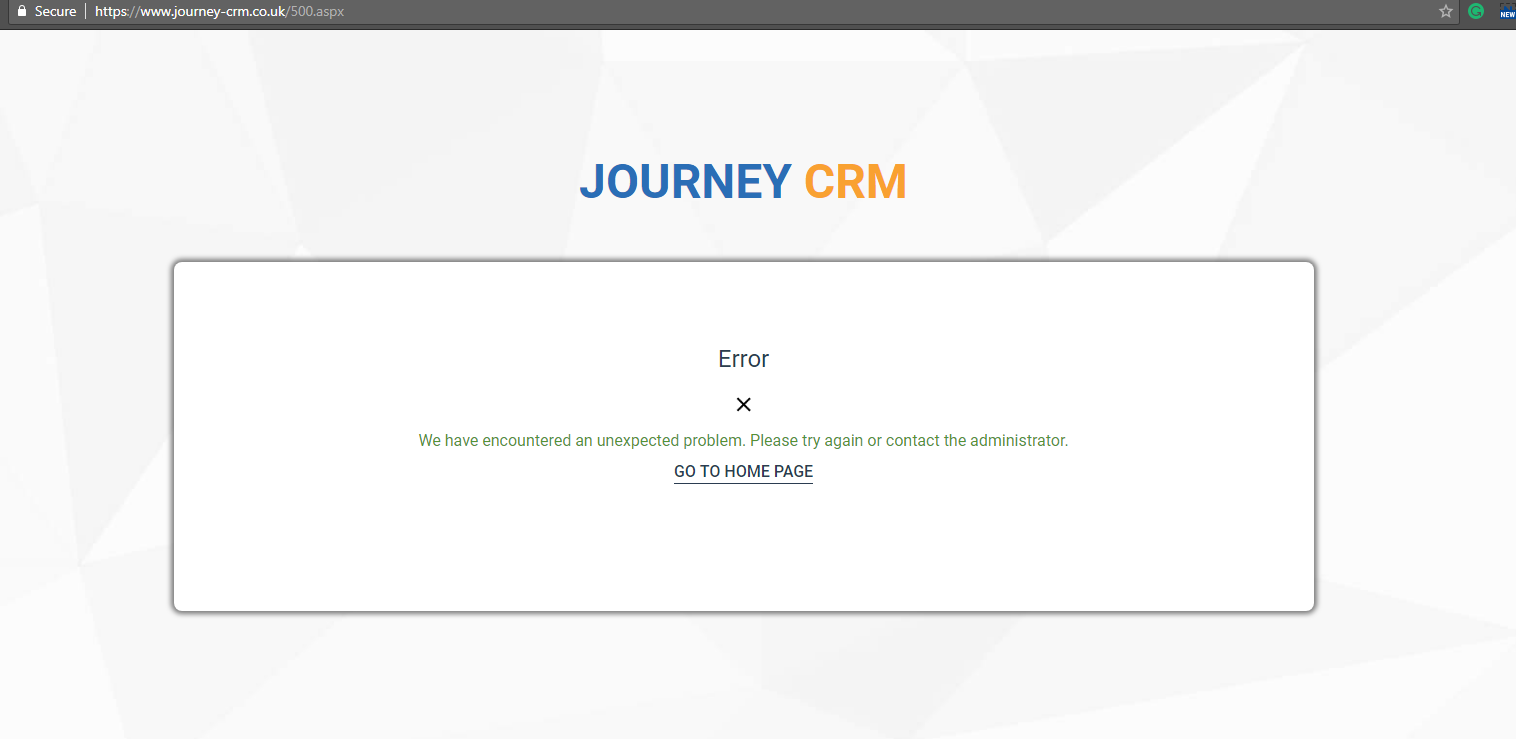 Secure https://www.journey-crm.co.uk/500.aspx
NEW
JOURNEY CRM
Error
We have encountered an unexpected problem. Please try again or contact the administrator.
GO TO HOME PAGE